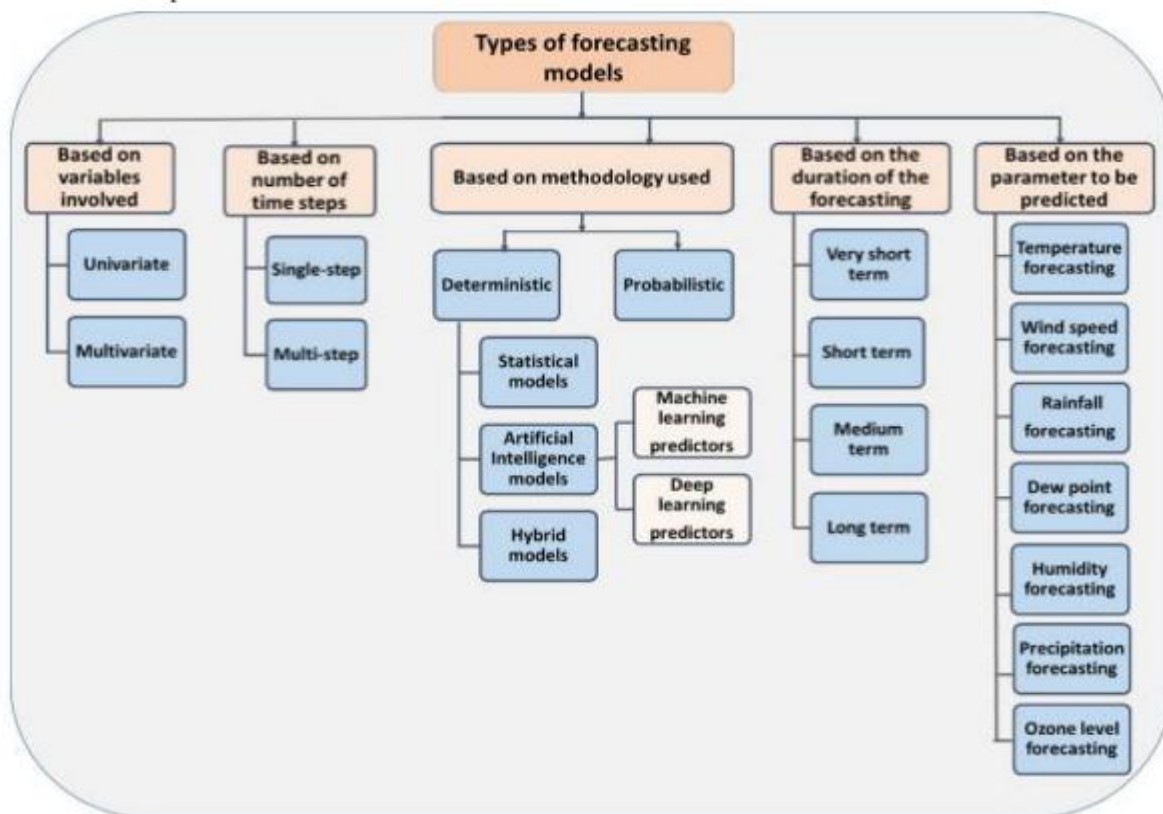 Types of forecasting
models
Based on
variables
involved
Univariate
Multivariate
Based on
number of
time steps
Single-step
Multi-step
Based on methodology used
Deterministic
Probabilistic
Statistical
models
Artificial
Intelligence
models
Machine
learning
predictors
Deep
learning
predictors
Hybrid
models
Based on the
duration of the
forecasting
Very short
term
Short term
Medium
term
Long term
Based on the
parameter to be
predicted
Temperature
forecasting
Wind speed
forecasting
Rainfall
forecasting
Dew point
forecasting
Humidity
forecasting
Precipitation
forecasting
Ozone level
forecasting